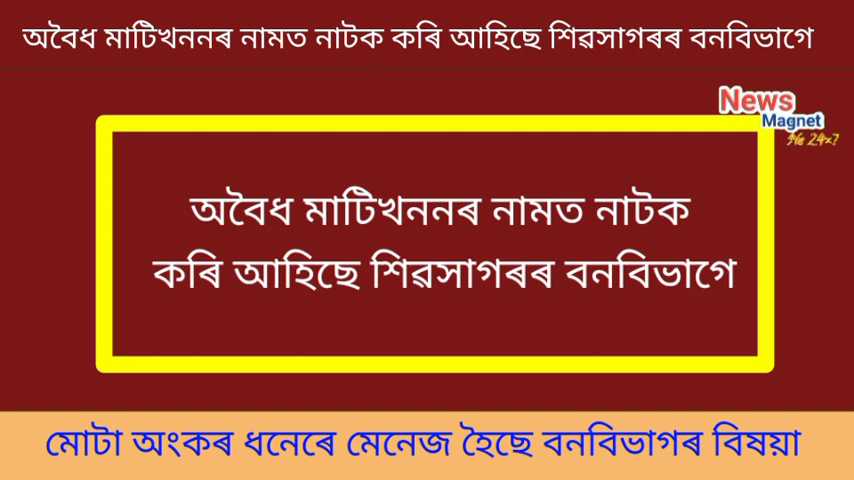 অবৈধ মাটিখননৰ নামত নাটক কৰি আহিছে শিৱসাগৰৰ বনবিভাগে
News
Magnet
অবৈধ মাটিখননৰ নামত নাটক
কৰি আহিছে শিৱসাগৰৰ বনবিভাগে
মোটা অংকৰ ধনেৰে মেনেজ হৈছে বনবিভাগৰ বিষয়া